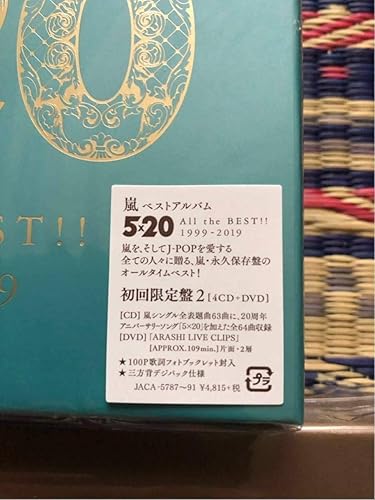 20
EST!!
9
嵐 ベストアルバム
5×20 All the BEST!!
1999-2019
嵐を、そしてJ-POPを愛する
全ての人々に贈る、嵐・永久保存盤の
オールタイムベスト!
初回限定盤2 [4CD+DVD]
[CD] 嵐シングル全表題曲63曲に、20周年
アニバーサリーソング「5×20」を加えた全64曲収録
[DVD]「ARASHI LIVE CLIPS」
[APPROX.109min.] 片面・2層
★100P歌詞フォトブックレット封入
★三方背デジパック仕様
JACA-5787~91 ¥4,815+税
プラ